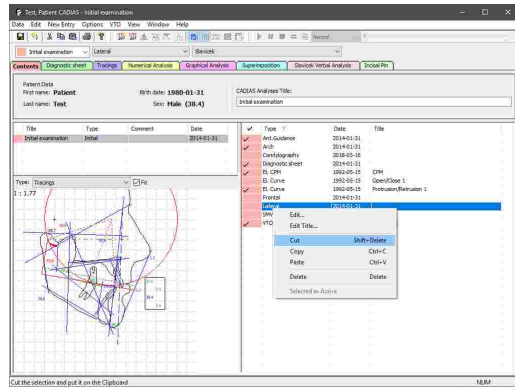 Test, Patient CADIAS - Initial examination
Data Edit New Entry Options VTO View Window Help
Normal
Initial examination Lateral Slavicek
Contents Diagnostic sheet Tracings Numerical Analysis Graphical Analysis Superimposition Slavicek Verbal Analysis Incisal Pin
Patient Data
First name: Patient Birth date: 1980-01-31
Last name: Test Sex: Male (38.4)
CADIAS Analyses Title:
Initial examination
Title Type Comment Date
Initial examination Initial 2014-01-31
Type: Tracings Fit
1 : 1.77
Type Date Title
Ant.Guidance 2014-01-31
Arch 2014-01-31
Condylography 2018-05-16
Diagnostic sheet 2014-01-31
EL CPM 1992-05-15 CPM
EL Curve 1992-05-15 Open/Close 1
EL Curve 1992-05-15 Protrusion/Retrusion 1
Frontal 2014-01-31
Lateral 2014-01-31
SMV
VTO
Edit...
Edit Title...
Cut Shift+Delete
Copy Ctrl+C
Paste Ctrl+V
Delete Delete
Selected as Active
Cut the selection and put it on the Clipboard
NUM